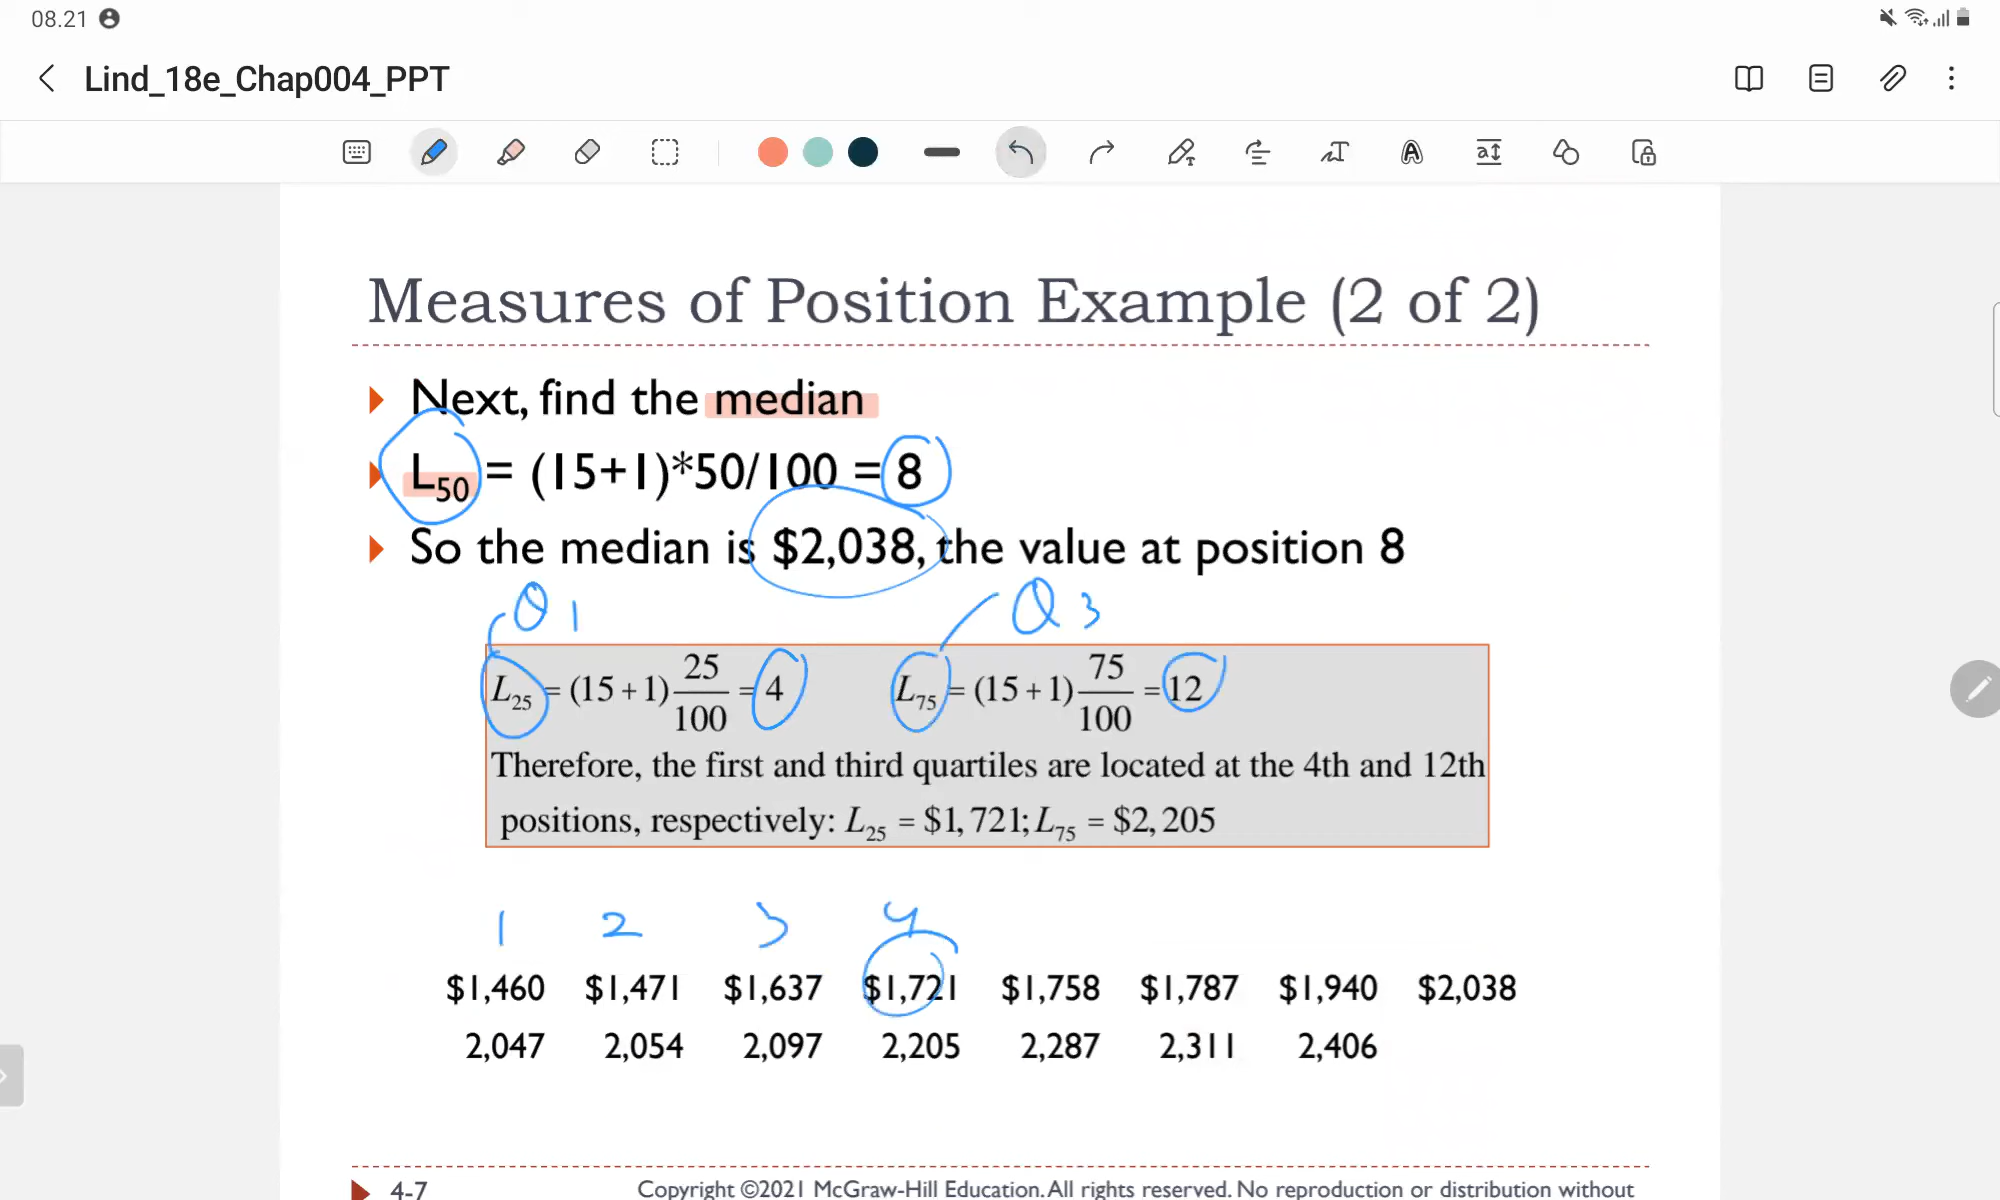 08.21
Lind_18e_Chap004_PPT
Measures of Position Example (2 of 2)
Next, find the median
L50 = (15+1)*50/100 = 8
So the median is $2,038, the value at position 8
Q 1 Q 3
L25 = (15+1) 25/100 = 4 L75 = (15+1) 75/100 = 12
Therefore, the first and third quartiles are located at the 4th and 12th
positions, respectively: L25 = $1,721; L75 = $2,205
1 2 3 4
$1,460 $1,471 $1,637 $1,721 $1,758 $1,787 $1,940 $2,038
2,047 2,054 2,097 2,205 2,287 2,311 2,406
4-7 Copyright ©2021 McGraw-Hill Education. All rights reserved. No reproduction or distribution without